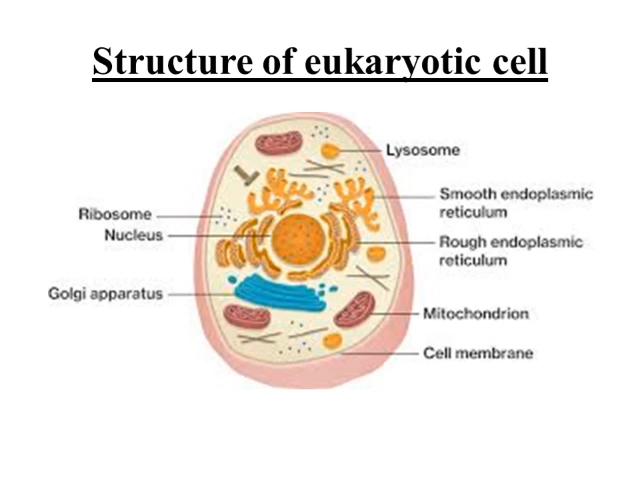 Structure of eukaryotic cell
Lysosome
Smooth endoplasmic
reticulum
Ribosome
Nucleus
Rough endoplasmic
reticulum
Golgi apparatus
Mitochondrion
Cell membrane